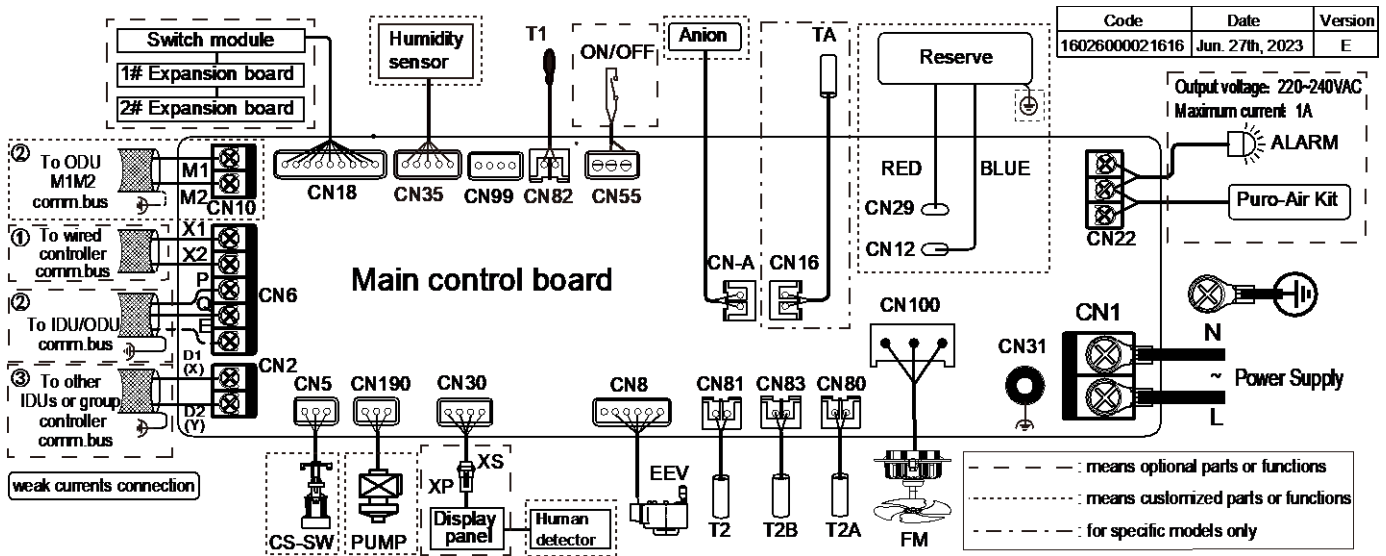 Code Date Version
16026000021616 Jun. 27th, 2023 E
Switch module
1# Expansion board
2# Expansion board
Humidity
sensor
T1
ON/OFF
Anion
TA
Reserve
RED
BLUE
CN29
CN12
Output voltage: 220~240VAC
Maximum current: 1A
ALARM
Puro-Air Kit
CN22
② To ODU
M1M2
comm.bus
M1
M2
CN10
CN18
CN35
CN99
CN82
CN55
① To wired
controller
comm.bus
X1
X2
P
Q
E
CN6
② To IDU/ODU
comm.bus
③ To other
IDUs or group
controller
comm.bus
D1
(X)
D2
(Y)
CN2
Main control board
CN-A
CN16
CN100
CN31
CN1
N
~ Power Supply
L
CN5
CN190
CN30
CN8
CN81
CN83
CN80
weak currents connection
CS-SW
PUMP
XS
XP
Display
panel
Human
detector
EEV
T2
T2B
T2A
FM
: means optional parts or functions
: means customized parts or functions
: for specific models only